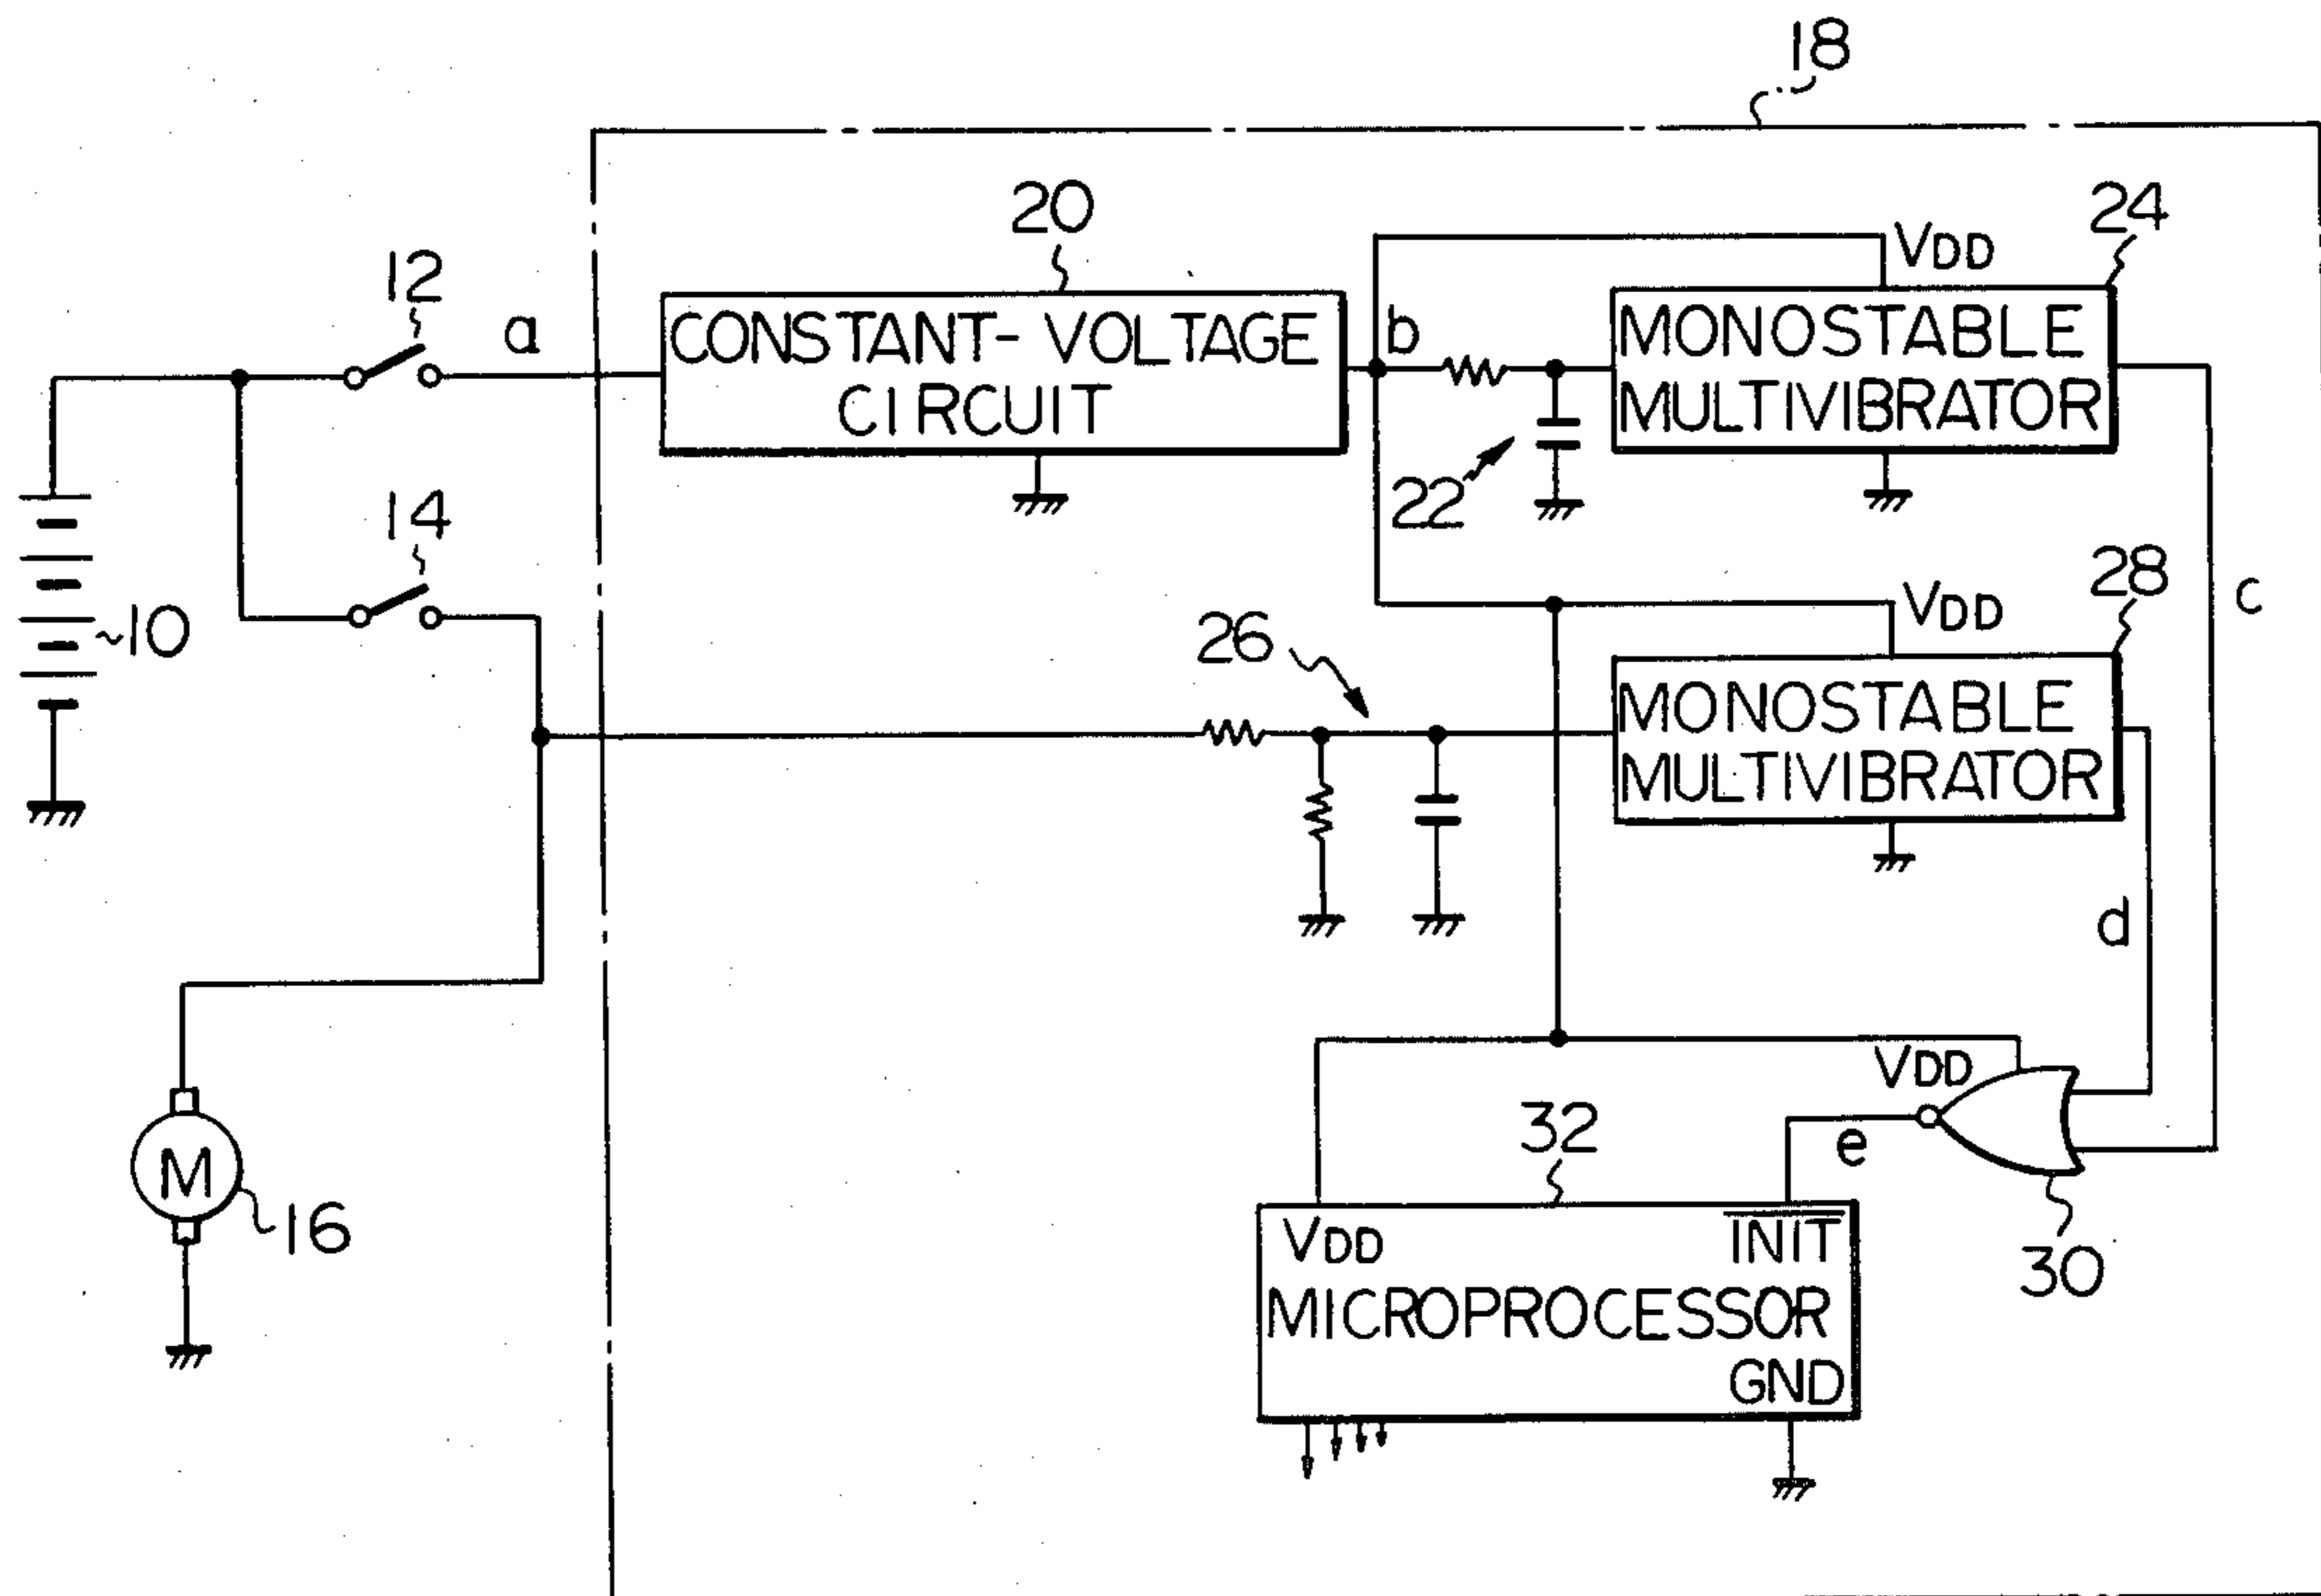 18
20
24
12
a
VDD
CONSTANT-VOLTAGE
CIRCUIT
b
MONOSTABLE
MULTIVIBRATOR
22
14
10
26
VDD
28
c
MONOSTABLE
MULTIVIBRATOR
d
VDD
32
e
M
16
30
VDD
INIT
MICROPROCESSOR
GND